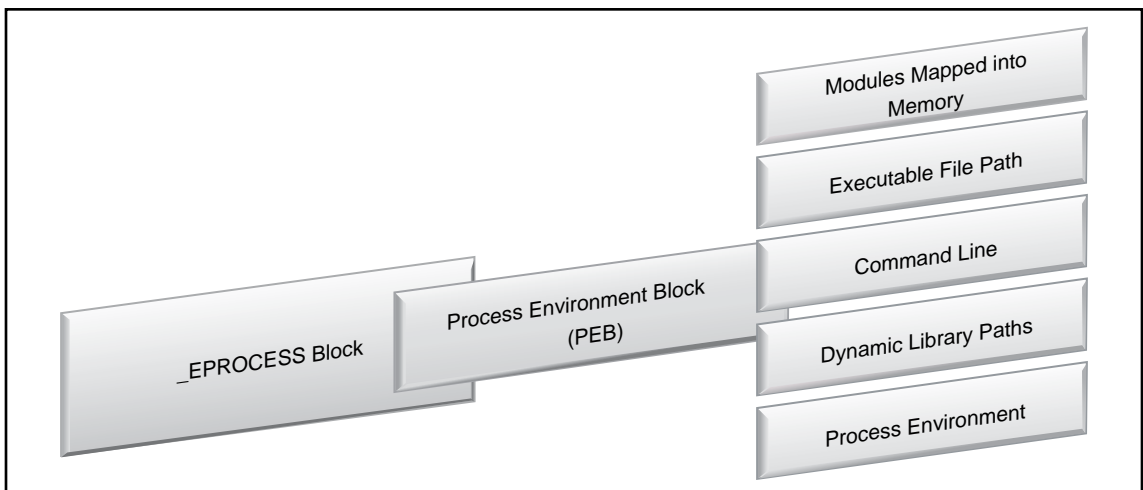 _EPROCESS Block
Process Environment Block
(PEB)
Modules Mapped into
Memory
Executable File Path
Command Line
Dynamic Library Paths
Process Environment